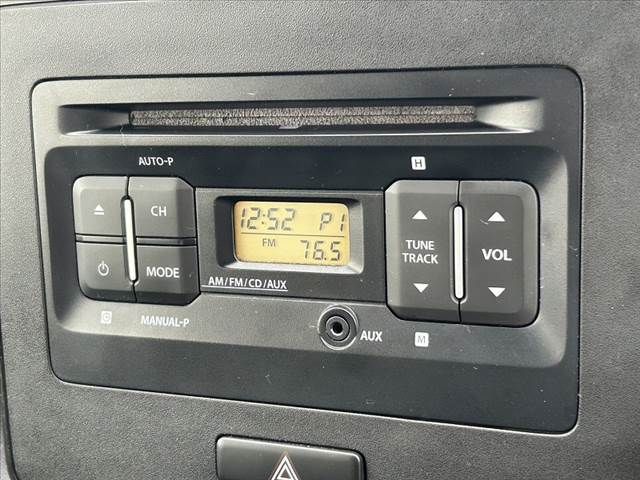 AUTO-P
H
CH
12:52 P1
TUNE
TRACK
VOL
FM 76.5
MODE
AM/FM/CD/AUX
C MANUAL-P
AUX
M